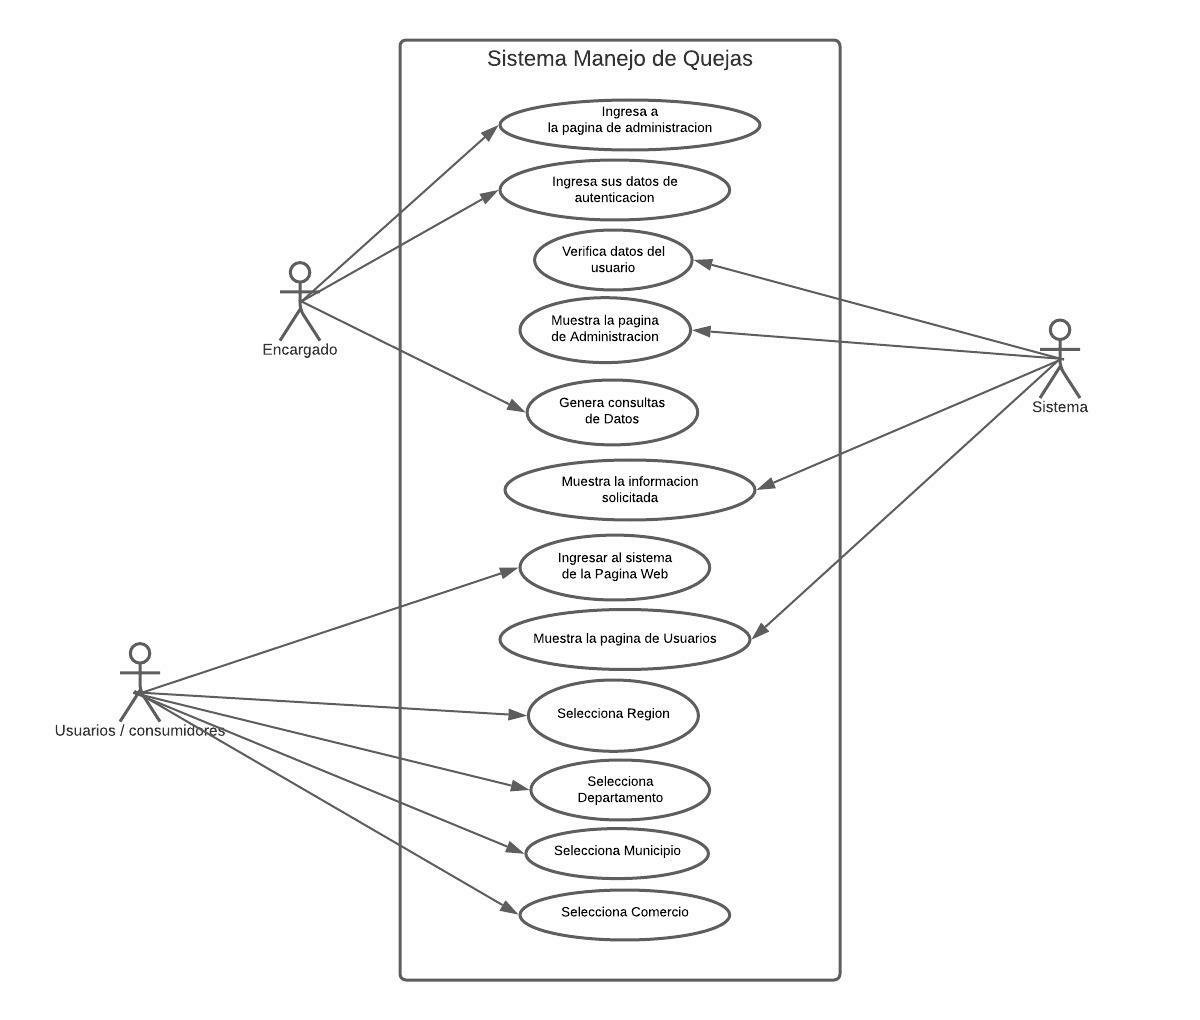 Sistema Manejo de Quejas
Ingresa a
la pagina de administracion
Ingresa sus datos de
autenticacion
Verifica datos del
usuario
Muestra la pagina
de Administracion
Encargado
Genera consultas
de Datos
Sistema
Muestra la informacion
solicitada
Ingresar al sistema
de la Pagina Web
Muestra la pagina de Usuarios
Usuarios / consumidores
Selecciona Region
Selecciona
Departamento
Selecciona Municipio
Selecciona Comercio